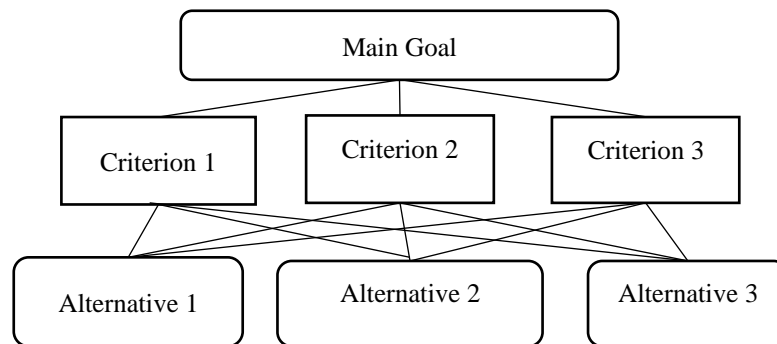 Main Goal
Criterion 1
Criterion 2
Criterion 3
Alternative 1
Alternative 2
Alternative 3